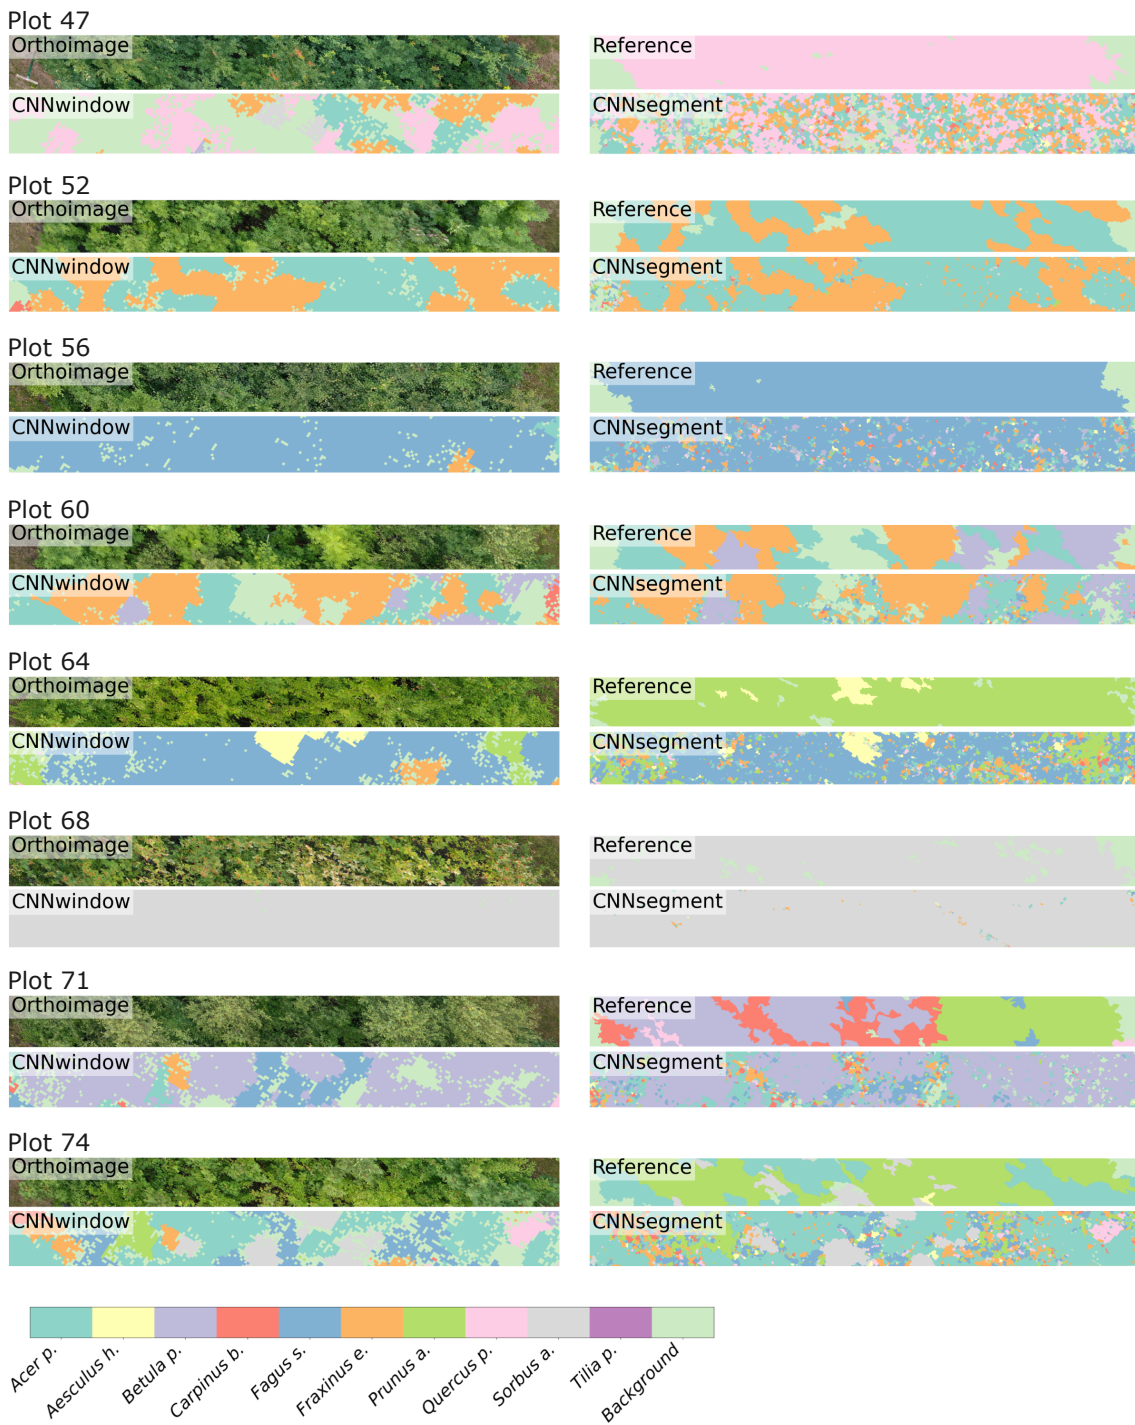 Plot 47
Orthoimage
Reference
CNNwindow
CNNsegment
Plot 52
Orthoimage
Reference
CNNwindow
CNNsegment
Plot 56
Orthoimage
Reference
CNNwindow
CNNsegment
Plot 60
Orthoimage
Reference
CNNwindow
CNNsegment
Plot 64
Orthoimage
Reference
CNNwindow
CNNsegment
Plot 68
Orthoimage
Reference
CNNwindow
CNNsegment
Plot 71
Orthoimage
Reference
CNNwindow
CNNsegment
Plot 74
Orthoimage
Reference
CNNwindow
CNNsegment
Acer p.
Aesculus h.
Betula p.
Carpinus b.
Fagus s.
Fraxinus e.
Prunus a.
Quercus p.
Sorbus a.
Tilia p.
Background